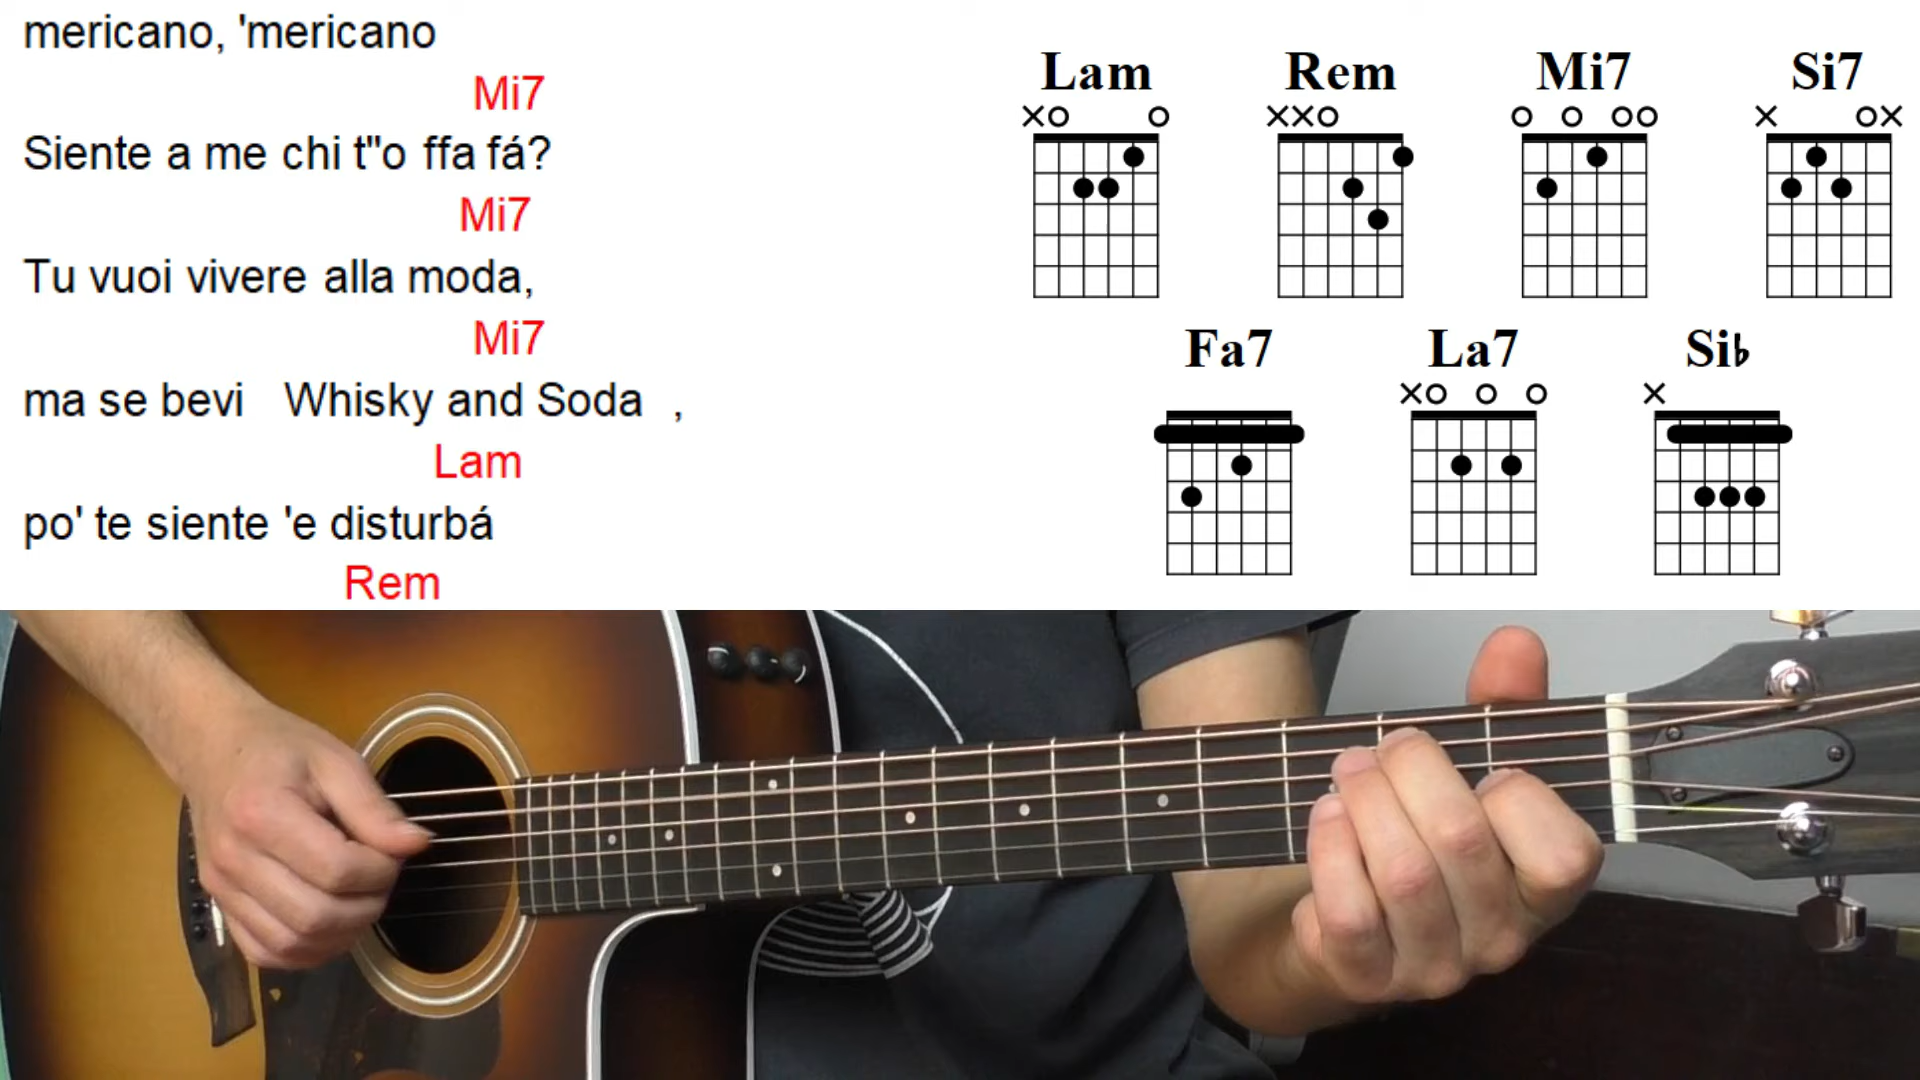 mericano, 'mericano
Mi7
Siente a me chi t"o ffa fá?
Mi7
Tu vuoi vivere alla moda,
Mi7
ma se bevi Whisky and Soda ,
Lam
po' te siente 'e disturbá
Rem
Lam Rem Mi7 Si7
Fa7 La7 Si♭